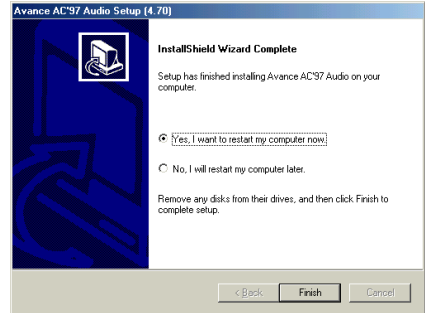 Avance AC'97 Audio Setup (4.70)
InstallShield Wizard Complete
Setup has finished installing Avance AC'97 Audio on your
computer.
Yes, I want to restart my computer now.
No, I will restart my computer later.
Remove any disks from their drives, and then click Finish to
complete setup.
< Back
Finish
Cancel